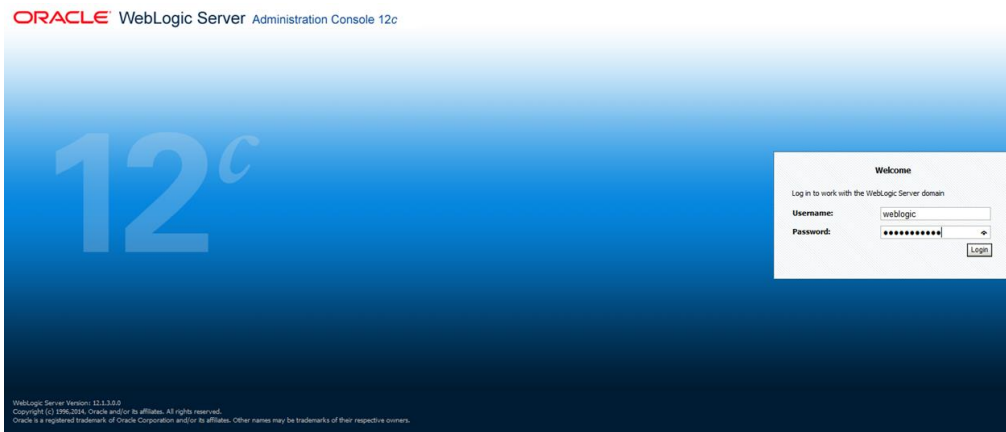 ORACLE WebLogic Server Administration Console 12c
12c
Welcome
Log in to work with the WebLogic Server domain
Username: weblogic
Password: ●●●●●●●●●●●
Login
WebLogic Server Version: 12.1.3.0.0
Copyright (c) 1996,2014, Oracle and/or its affiliates. All rights reserved.
Oracle is a registered trademark of Oracle Corporation and/or its affiliates. Other names may be trademarks of their respective owners.